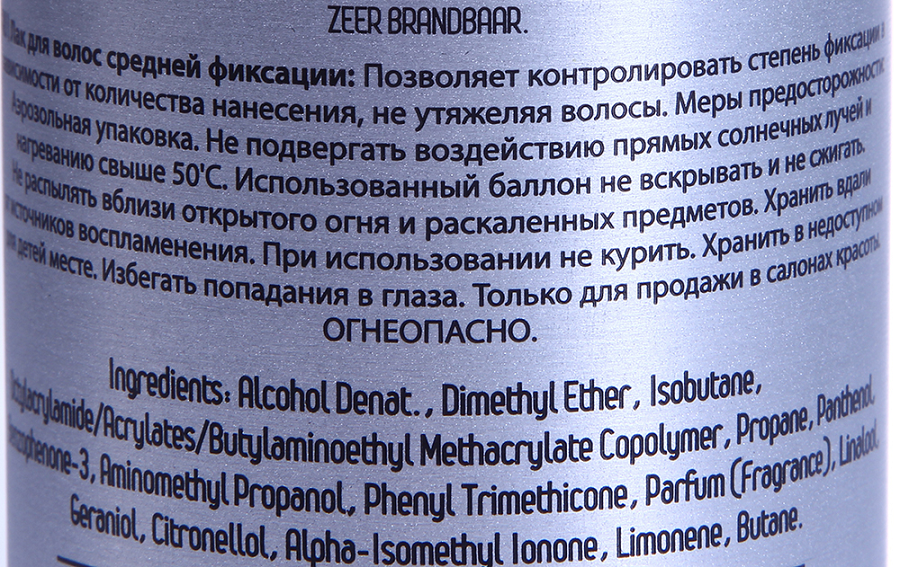 ZEER BRANDBAAR.
Лак для волос средней фиксации: Позволяет контролировать степень фиксации в
зависимости от количества нанесения, не утяжеляя волосы. Меры предосторожности:
Аэрозольная упаковка. Не подвергать воздействию прямых солнечных лучей и
нагреванию свыше 50'С. Использованный баллон не вскрывать и не сжигать.
Не распылять вблизи открытого огня и раскаленных предметов. Хранить вдали
от источников воспламенения. При использовании не курить. Хранить в недоступном
для детей месте. Избегать попадания в глаза. Только для продажи в салонах красоты.
ОГНЕОПАСНО.
Ingredients: Alcohol Denat. , Dimethyl Ether , Isobutane,
Octylacrylamide/Acrylates/Butylaminoethyl Methacrylate Copolymer , Propane, Panthenol,
Benzophenone-3, Aminomethyl Propanol, Phenyl Trimethicone, Parfum (Fragrance), Linalool,
Geraniol, Citronellol, Alpha-Isomethyl Ionone, Limonene, Butane.